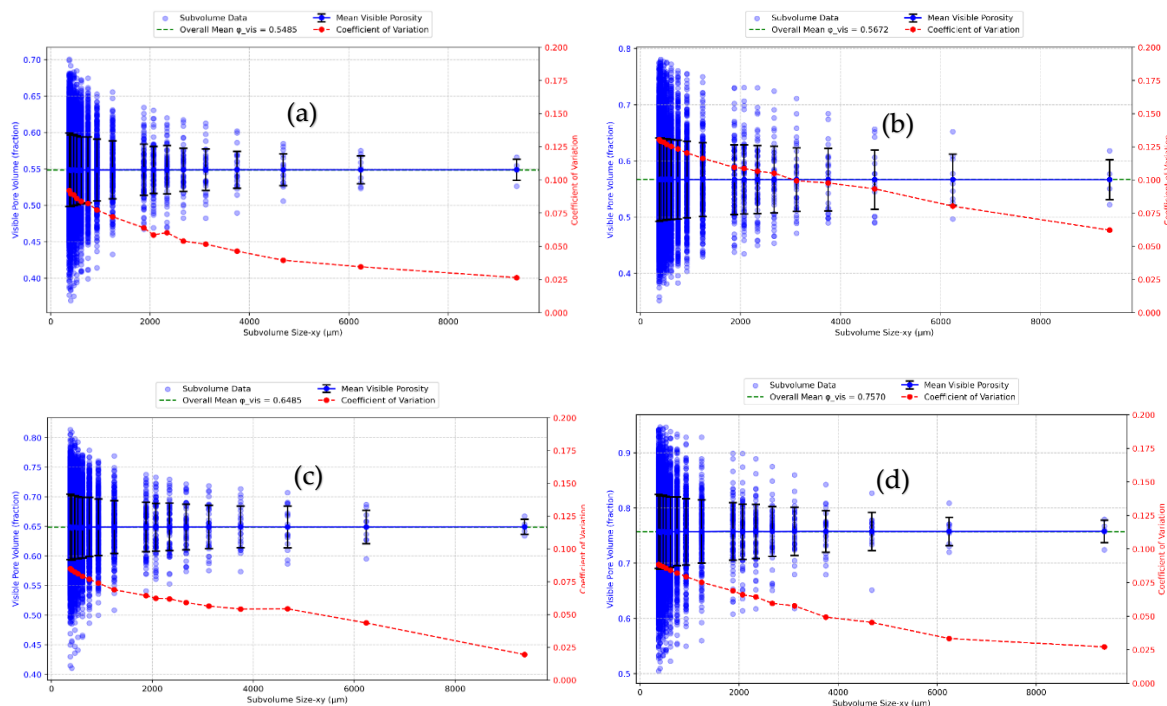 Subvolume Data Mean Visible Porosity
Overall Mean φ_vis = 0.5485 Coefficient of Variation
(a)
Visible Pore Volume (fraction)
0.70
0.65
0.60
0.55
0.50
0.45
0.40
0.200
0.175
0.150
0.125
0.100
0.075
0.050
0.025
0.000
Coefficient of Variation
0 2000 4000 6000 8000
Subvolume Size-xy (μm)
Subvolume Data Mean Visible Porosity
Overall Mean φ_vis = 0.5672 Coefficient of Variation
(b)
Visible Pore Volume (fraction)
0.8
0.7
0.6
0.5
0.4
0.200
0.175
0.150
0.125
0.100
0.075
0.050
0.025
0.000
Coefficient of Variation
0 2000 4000 6000 8000
Subvolume Size-xy (μm)
Subvolume Data Mean Visible Porosity
Overall Mean φ_vis = 0.6485 Coefficient of Variation
(c)
Visible Pore Volume (fraction)
0.80
0.75
0.70
0.65
0.60
0.55
0.50
0.45
0.40
0.200
0.175
0.150
0.125
0.100
0.075
0.050
0.025
0.000
Coefficient of Variation
0 2000 4000 6000 8000
Subvolume Size-xy (μm)
Subvolume Data Mean Visible Porosity
Overall Mean φ_vis = 0.7570 Coefficient of Variation
(d)
Visible Pore Volume (fraction)
0.9
0.8
0.7
0.6
0.5
0.200
0.175
0.150
0.125
0.100
0.075
0.050
0.025
0.000
Coefficient of Variation
0 2000 4000 6000 8000
Subvolume Size-xy (μm)